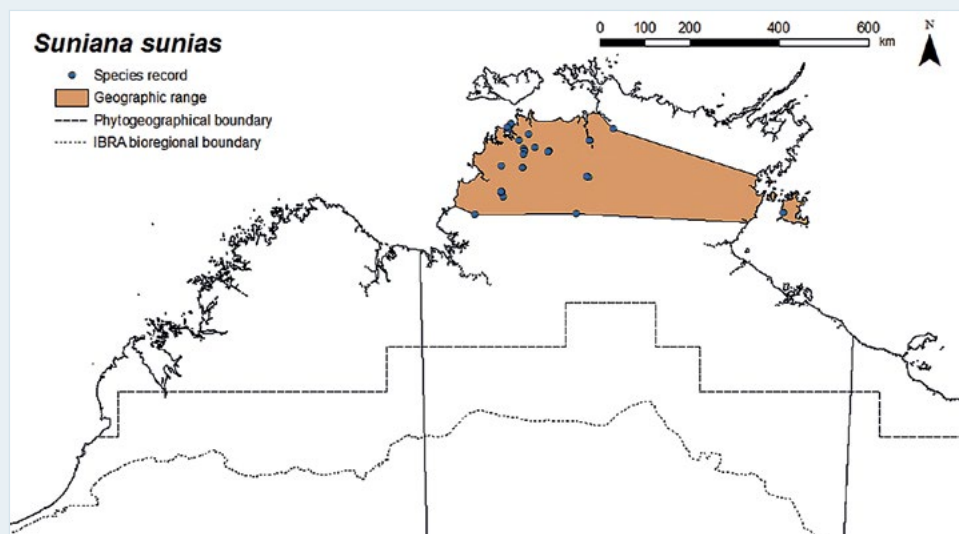 Suniana sunias
Species record
Geographic range
Phytogeographical boundary
IBRA bioregional boundary
0 100 200 400 600
km
N